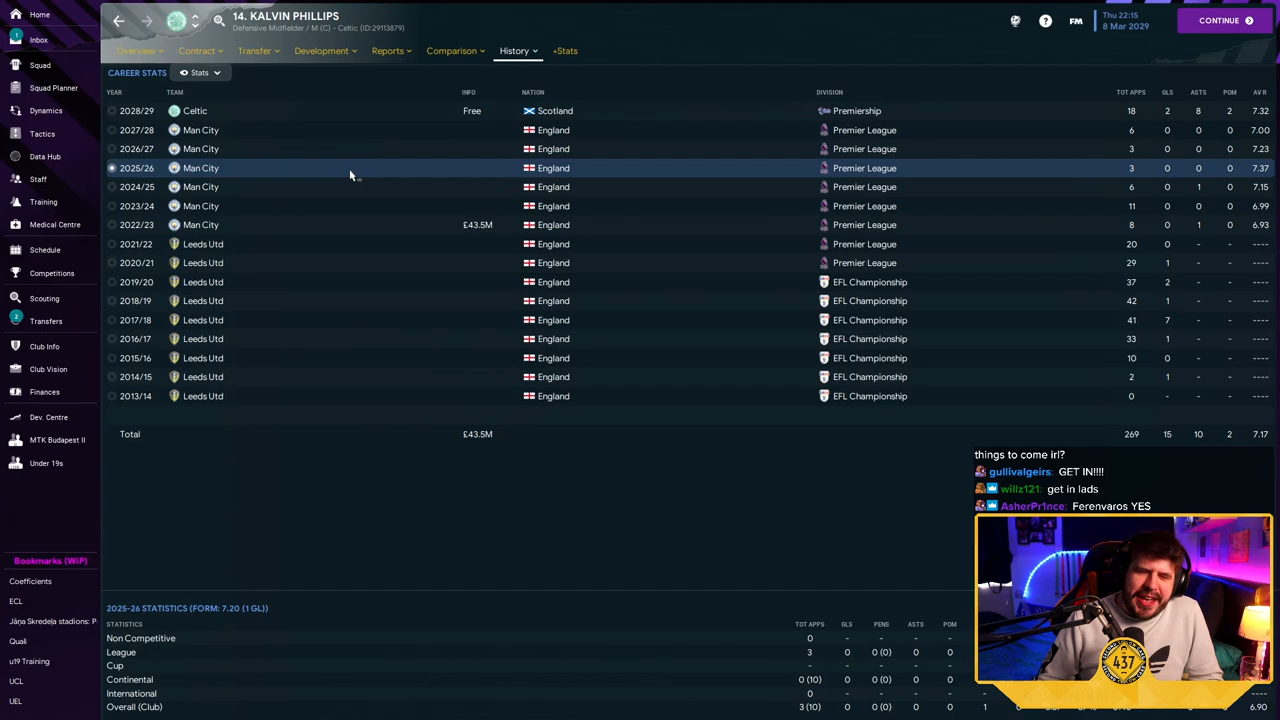 14. KALVIN PHILLIPS
Defensive Midfielder / M (C) - Celtic (ID:29113879)
FM
Thu 22:15
8 Mar 2029
CONTINUE
Home
1
Inbox
Squad
Squad Planner
Dynamics
Tactics
Data Hub
Staff
Training
Medical Centre
Schedule
Competitions
Scouting
2
Transfers
Club Info
Club Vision
Finances
Dev. Centre
MTK Budapest II
Under 19s
Bookmarks (WiP)
Coefficients
ECL
Jāņa Skredeļa stadions: P
Quali
u19 Training
UCL
UEL
Overview Contract Transfer Development Reports Comparison History +Stats
CAREER STATS Stats
YEAR TEAM INFO NATION DIVISION TOT APPS GLS ASTS POM AV R
2028/29 Celtic Free Scotland Premiership 18 2 8 2 7.32
2027/28 Man City England Premier League 6 0 0 0 7.00
2026/27 Man City England Premier League 3 0 0 0 7.23
2025/26 Man City England Premier League 3 0 0 0 7.37
2024/25 Man City England Premier League 6 0 1 0 7.15
2023/24 Man City England Premier League 11 0 0 0 6.99
2022/23 Man City £43.5M England Premier League 8 0 1 0 6.93
2021/22 Leeds Utd England Premier League 20 0 - - ----
2020/21 Leeds Utd England Premier League 29 1 - - ----
2019/20 Leeds Utd England EFL Championship 37 2 - - ----
2018/19 Leeds Utd England EFL Championship 42 1 - - ----
2017/18 Leeds Utd England EFL Championship 41 7 - - ----
2016/17 Leeds Utd England EFL Championship 33 1 - - ----
2015/16 Leeds Utd England EFL Championship 10 0 - - ----
2014/15 Leeds Utd England EFL Championship 2 1 - - ----
2013/14 Leeds Utd England EFL Championship 0 - - - ----
Total £43.5M 269 15 10 2 7.17
things to come irl?
gullivalgeirs: GET IN!!!!
willz121: get in lads
AsherPr1nce: Ferenvaros YES
437
2025-26 STATISTICS (FORM: 7.20 (1 GL))
STATISTICS TOT APPS GLS PENS ASTS POM
Non Competitive 0 - - - -
League 3 0 0 (0) 0 0
Cup - - - - -
Continental 0 (10) 0 0 (0) 0 0
International 0 - - - -
Overall (Club) 3 (10) 0 0 (0) 0 0 1 6.90